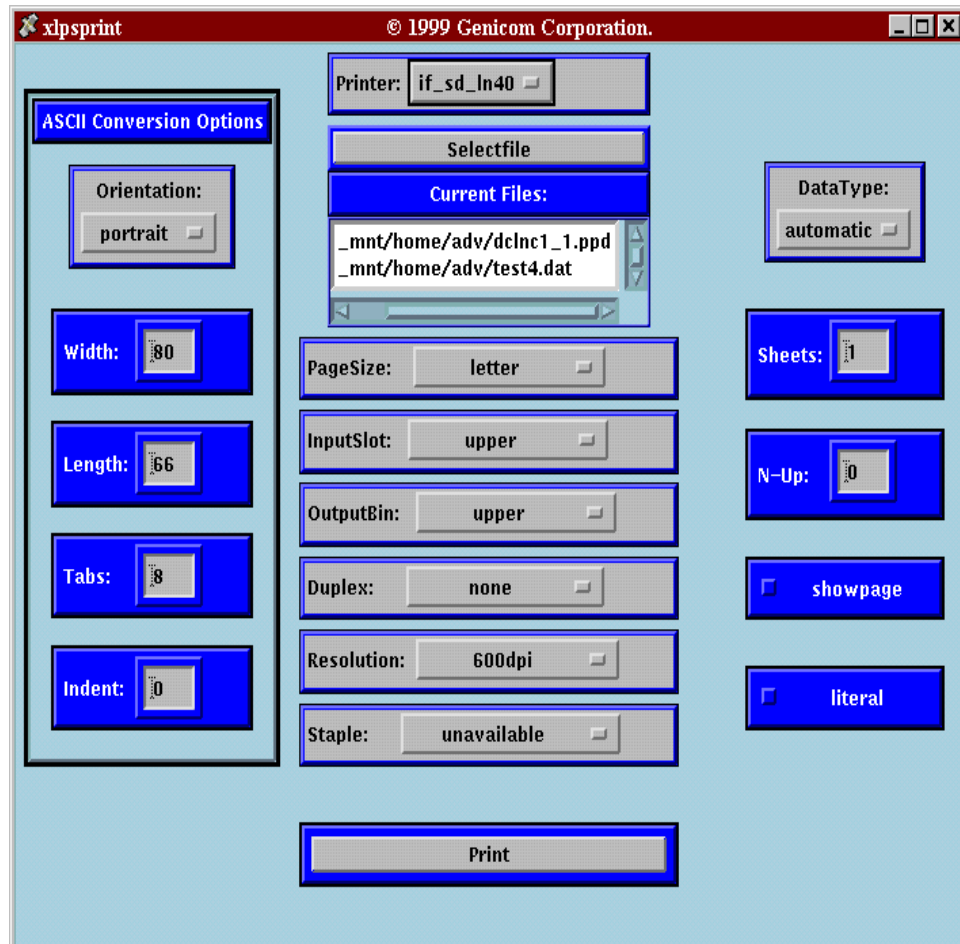 xlpsprint © 1999 Genicom Corporation.
Printer: if_sd_ln40
ASCII Conversion Options
Orientation:
portrait
Width: 80
Length: 66
Tabs: 8
Indent: 0
Selectfile
Current Files:
_mnt/home/adv/dclnc1_1.ppd
_mnt/home/adv/test4.dat
PageSize: letter
InputSlot: upper
OutputBin: upper
Duplex: none
Resolution: 600dpi
Staple: unavailable
DataType:
automatic
Sheets: 1
N-Up: 0
showpage
literal
Print